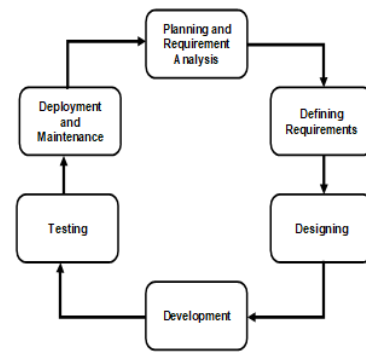 Planning and
Requirement
Analysis
Defining
Requirements
Designing
Development
Testing
Deployment
and
Maintenance